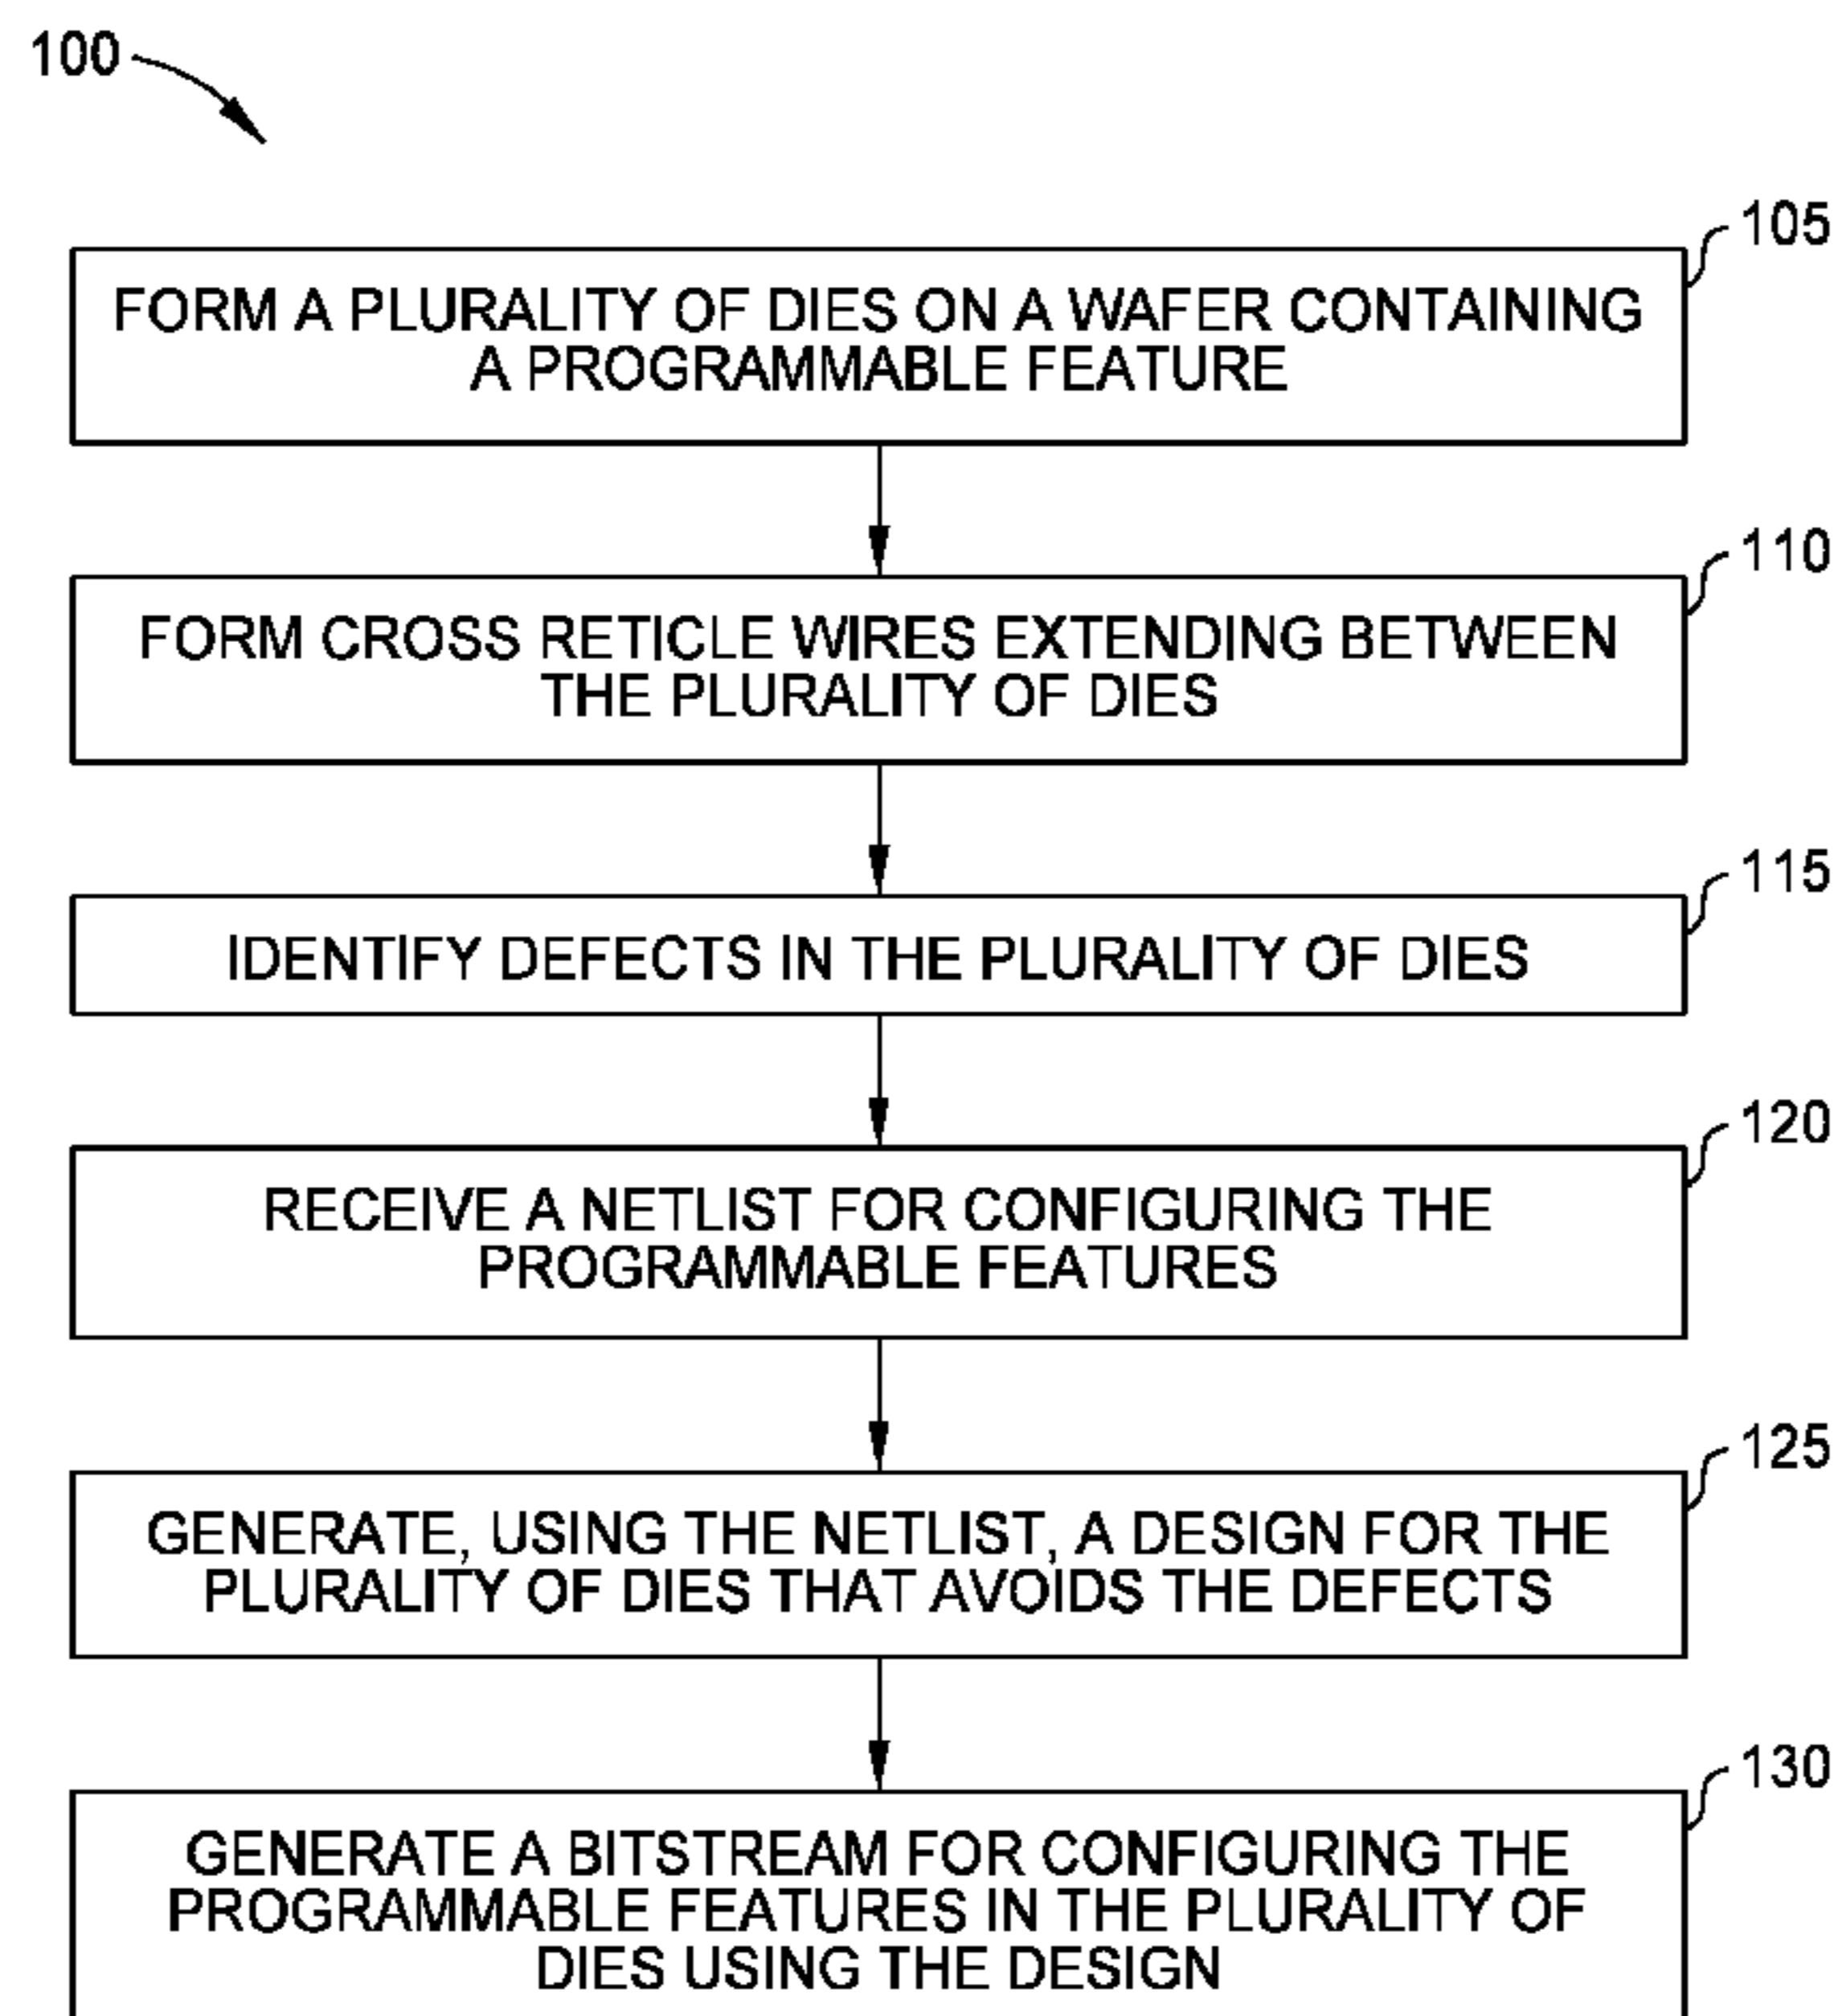 100
105
FORM A PLURALITY OF DIES ON A WAFER CONTAINING
A PROGRAMMABLE FEATURE
110
FORM CROSS RETICLE WIRES EXTENDING BETWEEN
THE PLURALITY OF DIES
115
IDENTIFY DEFECTS IN THE PLURALITY OF DIES
120
RECEIVE A NETLIST FOR CONFIGURING THE
PROGRAMMABLE FEATURES
125
GENERATE, USING THE NETLIST, A DESIGN FOR THE
PLURALITY OF DIES THAT AVOIDS THE DEFECTS
130
GENERATE A BITSTREAM FOR CONFIGURING THE
PROGRAMMABLE FEATURES IN THE PLURALITY OF
DIES USING THE DESIGN